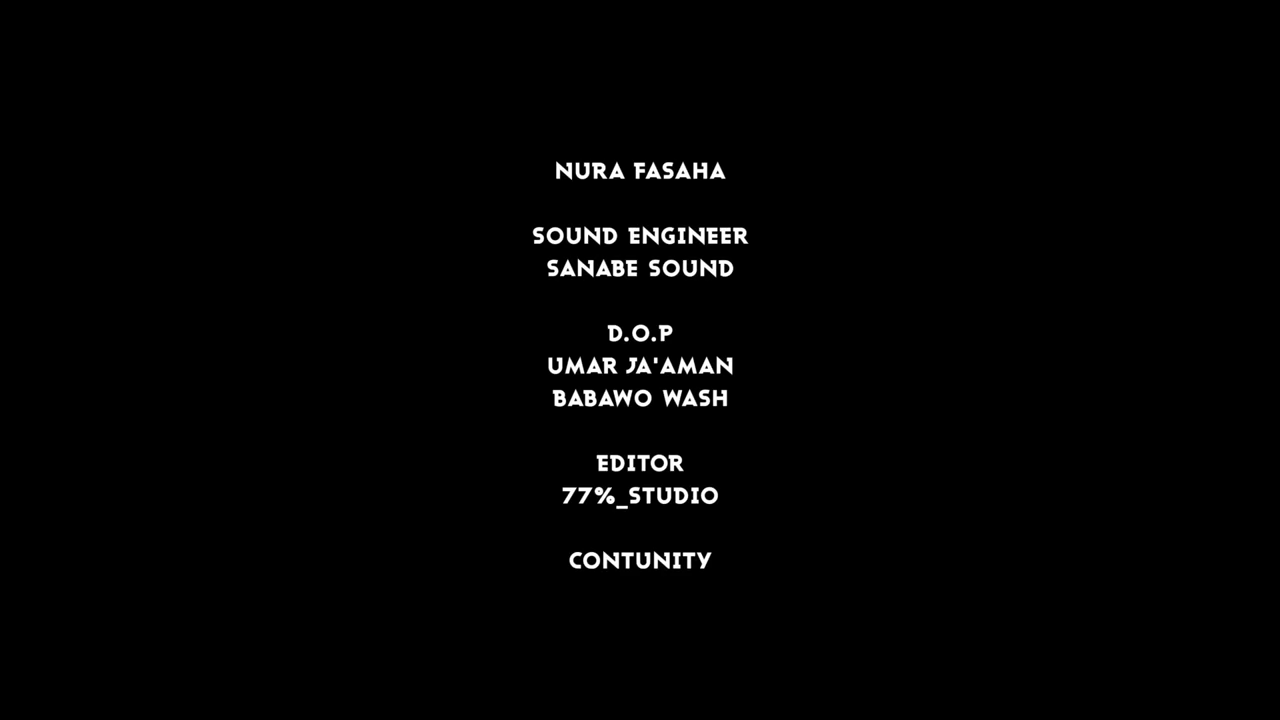 NURA FASAHA
SOUND ENGINEER
SANABE SOUND
D.O.P
UMAR JA'AMAN
BABAWO WASH
EDITOR
77%_STUDIO
CONTUNITY